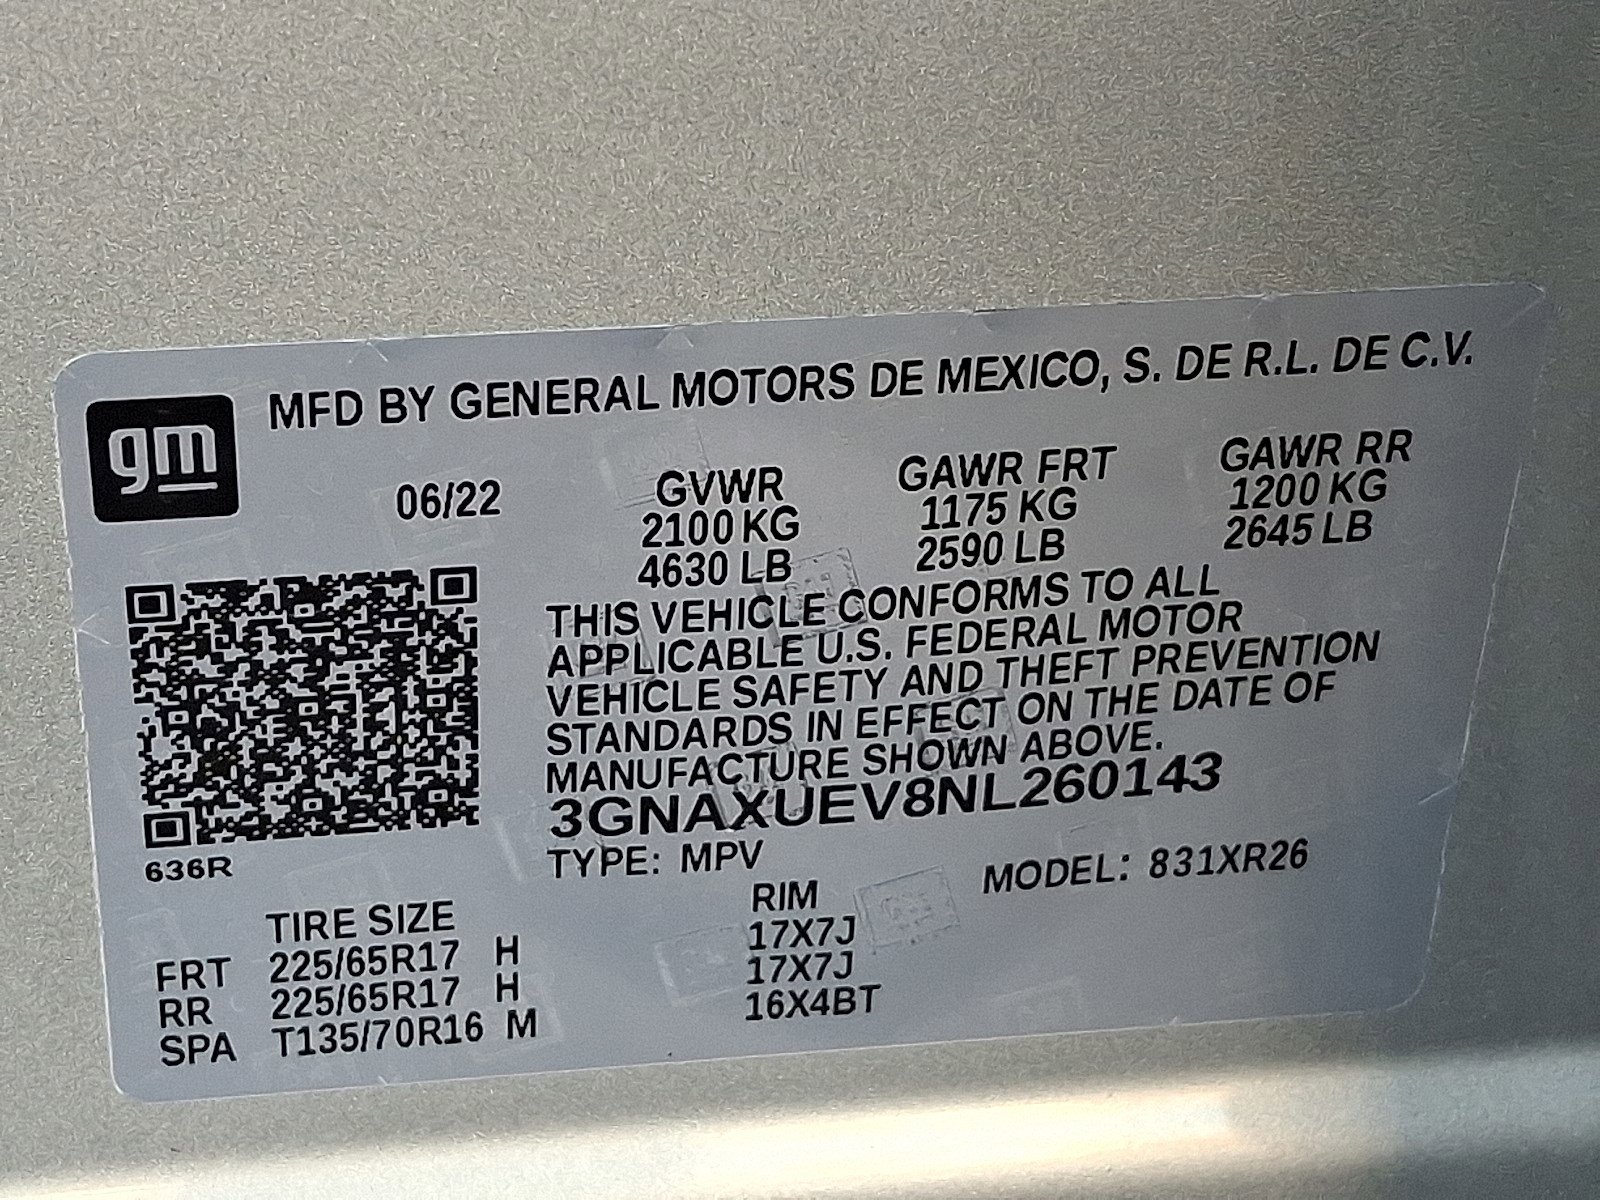 gm
MFD BY GENERAL MOTORS DE MEXICO, S. DE R.L. DE C.V.
06/22 GVWR GAWR FRT GAWR RR
2100 KG 1175 KG 1200 KG
4630 LB 2590 LB 2645 LB
THIS VEHICLE CONFORMS TO ALL
APPLICABLE U.S. FEDERAL MOTOR
VEHICLE SAFETY AND THEFT PREVENTION
STANDARDS IN EFFECT ON THE DATE OF
MANUFACTURE SHOWN ABOVE.
3GNAXUEV8NL260143
636R
TYPE: MPV MODEL: 831XR26
TIRE SIZE RIM
FRT 225/65R17 H 17X7J
RR 225/65R17 H 17X7J
SPA T135/70R16 M 16X4BT